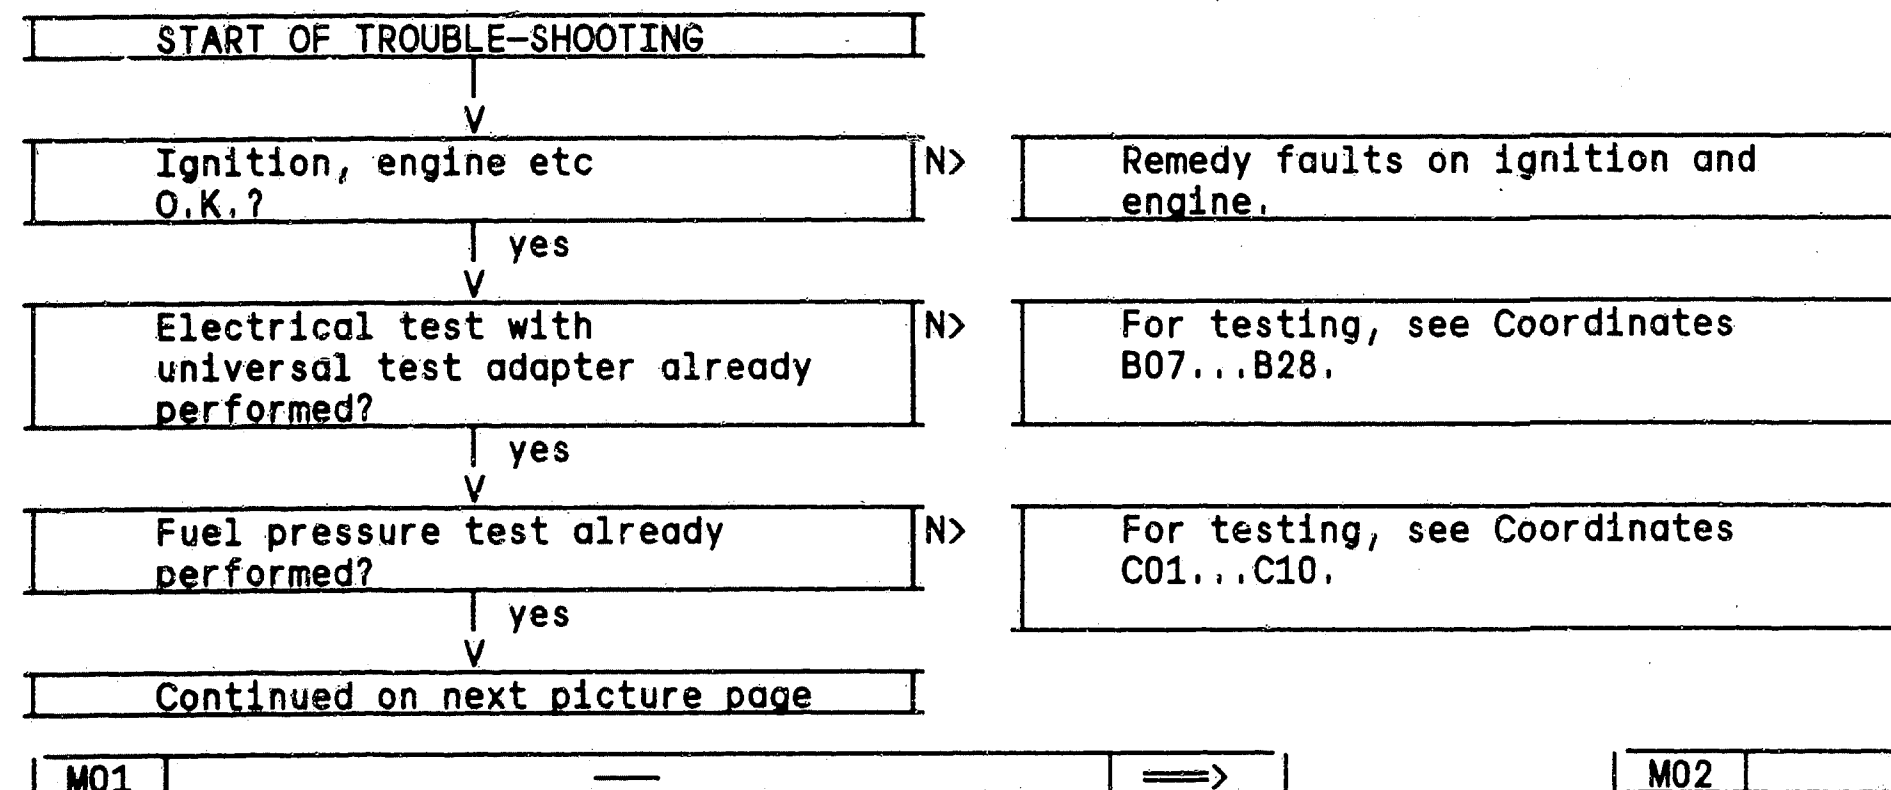 START OF TROUBLE-SHOOTING
Ignition, engine etc
O.K.?
N>
Remedy faults on ignition and
engine.
yes
Electrical test with
universal test adapter already
performed?
N>
For testing, see Coordinates
B07...B28.
yes
Fuel pressure test already
performed?
N>
For testing, see Coordinates
C01...C10.
yes
Continued on next picture page
M01
M02